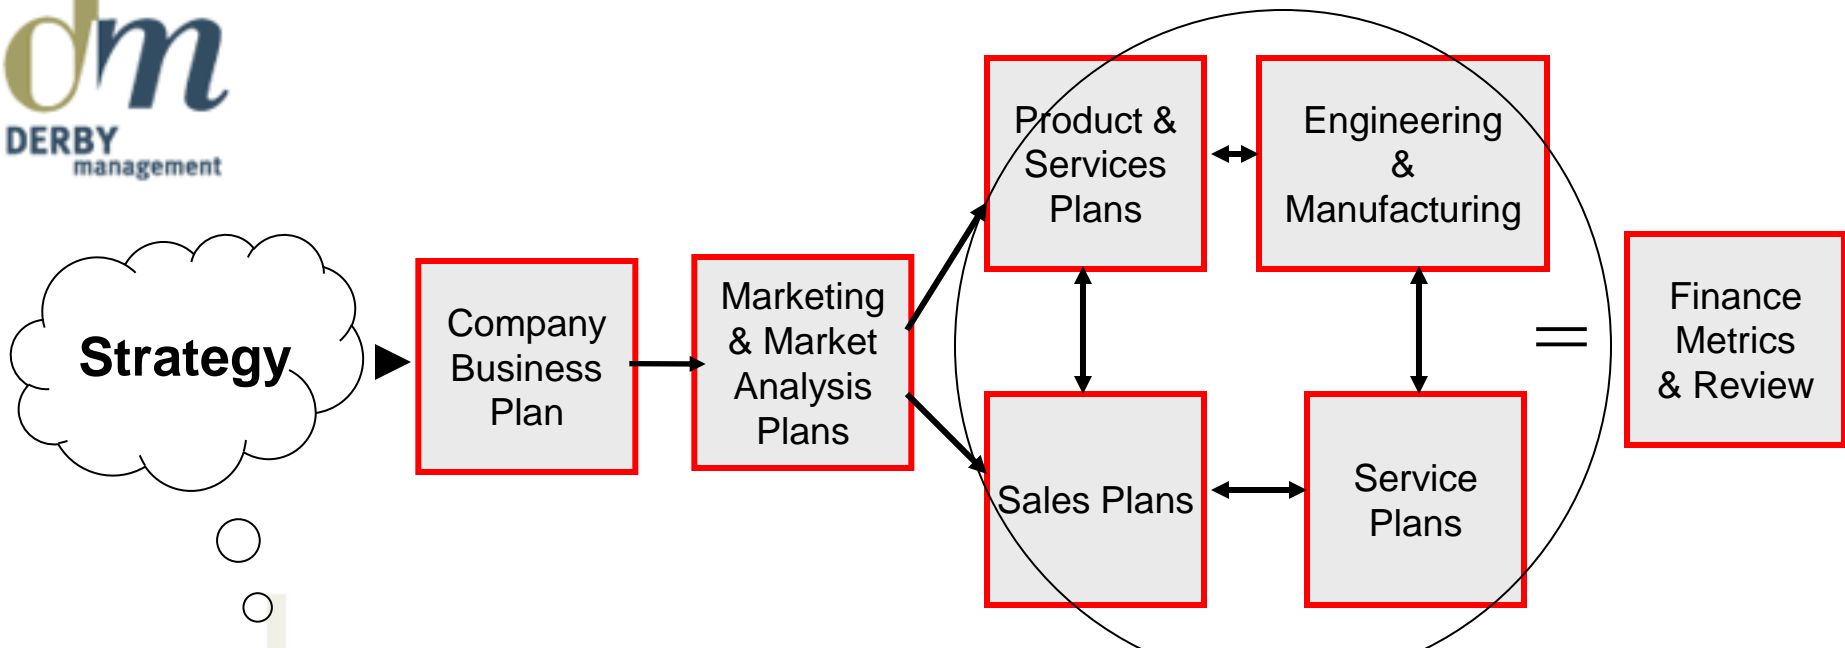 dm
DERBY
management
Strategy
Company
Business
Plan
Marketing
& Market
Analysis
Plans
Product &
Services
Plans
Engineering
&
Manufacturing
Sales Plans
Service
Plans
=
Finance
Metrics
& Review